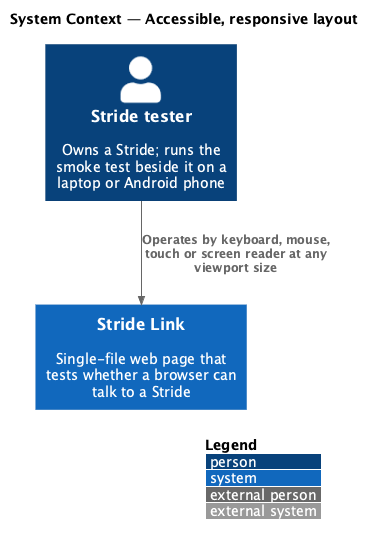 System Context — Accessible, responsive layout
Stride tester
Owns a Stride; runs the
smoke test beside it on a
laptop or Android phone
Operates by keyboard, mouse,
touch or screen reader at any
viewport size
Stride Link
Single-file web page that
tests whether a browser can
talk to a Stride
Legend
person
system
external person
external system